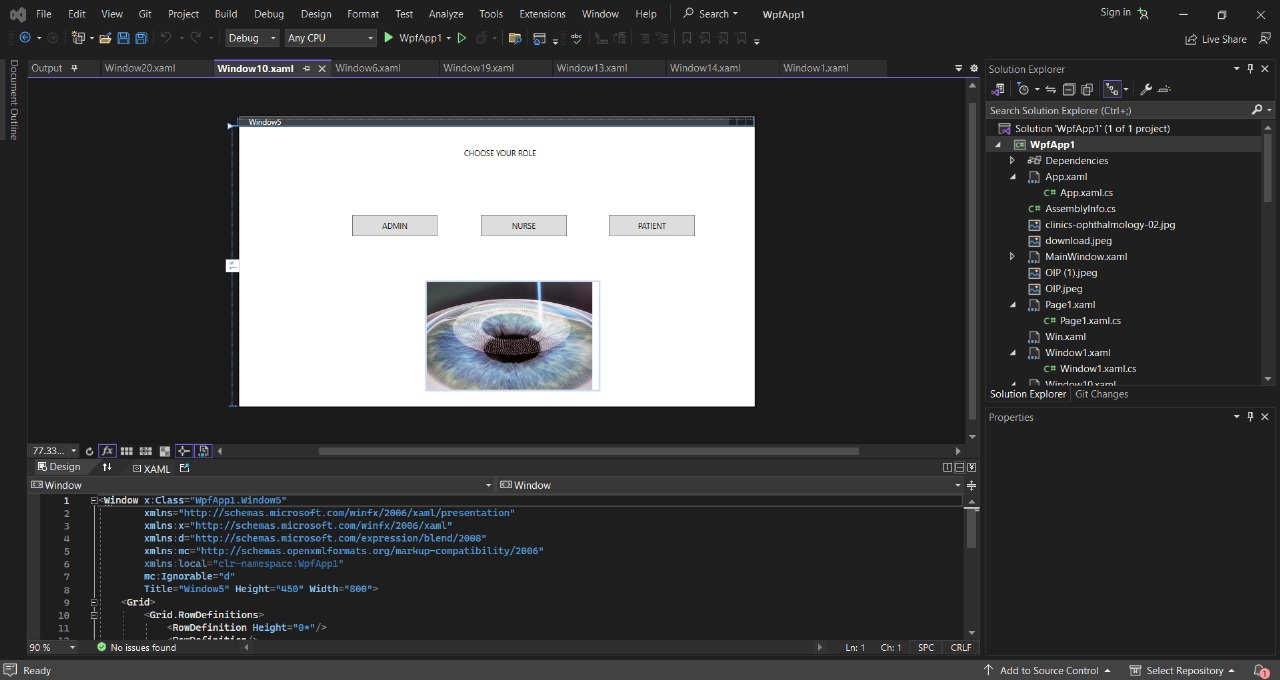 File Edit View Git Project Build Debug Design Format Test Analyze Tools Extensions Window Help Search WpfApp1 Sign in
Debug Any CPU WpfApp1 Live Share
Document Outline
Output Window20.xaml Window10.xaml Window6.xaml Window19.xaml Window13.xaml Window14.xaml Window1.xaml
Window5
CHOOSE YOUR ROLE
ADMIN NURSE PATIENT
77.33...
Design XAML
Window Window
1 <Window x:Class="WpfApp1.Window5"
2 xmlns="http://schemas.microsoft.com/winfx/2006/xaml/presentation"
3 xmlns:x="http://schemas.microsoft.com/winfx/2006/xaml"
4 xmlns:d="http://schemas.microsoft.com/expression/blend/2008"
5 xmlns:mc="http://schemas.openxmlformats.org/markup-compatibility/2006"
6 xmlns:local="clr-namespace:WpfApp1"
7 mc:Ignorable="d"
8 Title="Window5" Height="450" Width="800">
9 <Grid>
10 <Grid.RowDefinitions>
11 <RowDefinition Height="0*"/>
12 <RowDefinition/>
90 % No issues found Ln: 1 Ch: 1 SPC CRLF
Solution Explorer
Search Solution Explorer (Ctrl+;)
Solution 'WpfApp1' (1 of 1 project)
WpfApp1
Dependencies
App.xaml
C# App.xaml.cs
C# AssemblyInfo.cs
clinics-ophthalmology-02.jpg
download.jpeg
MainWindow.xaml
OIP (1).jpeg
OIP.jpeg
Page1.xaml
C# Page1.xaml.cs
Win.xaml
Window1.xaml
C# Window1.xaml.cs
Window10.xaml
Solution Explorer Git Changes
Properties
Ready Add to Source Control Select Repository 1